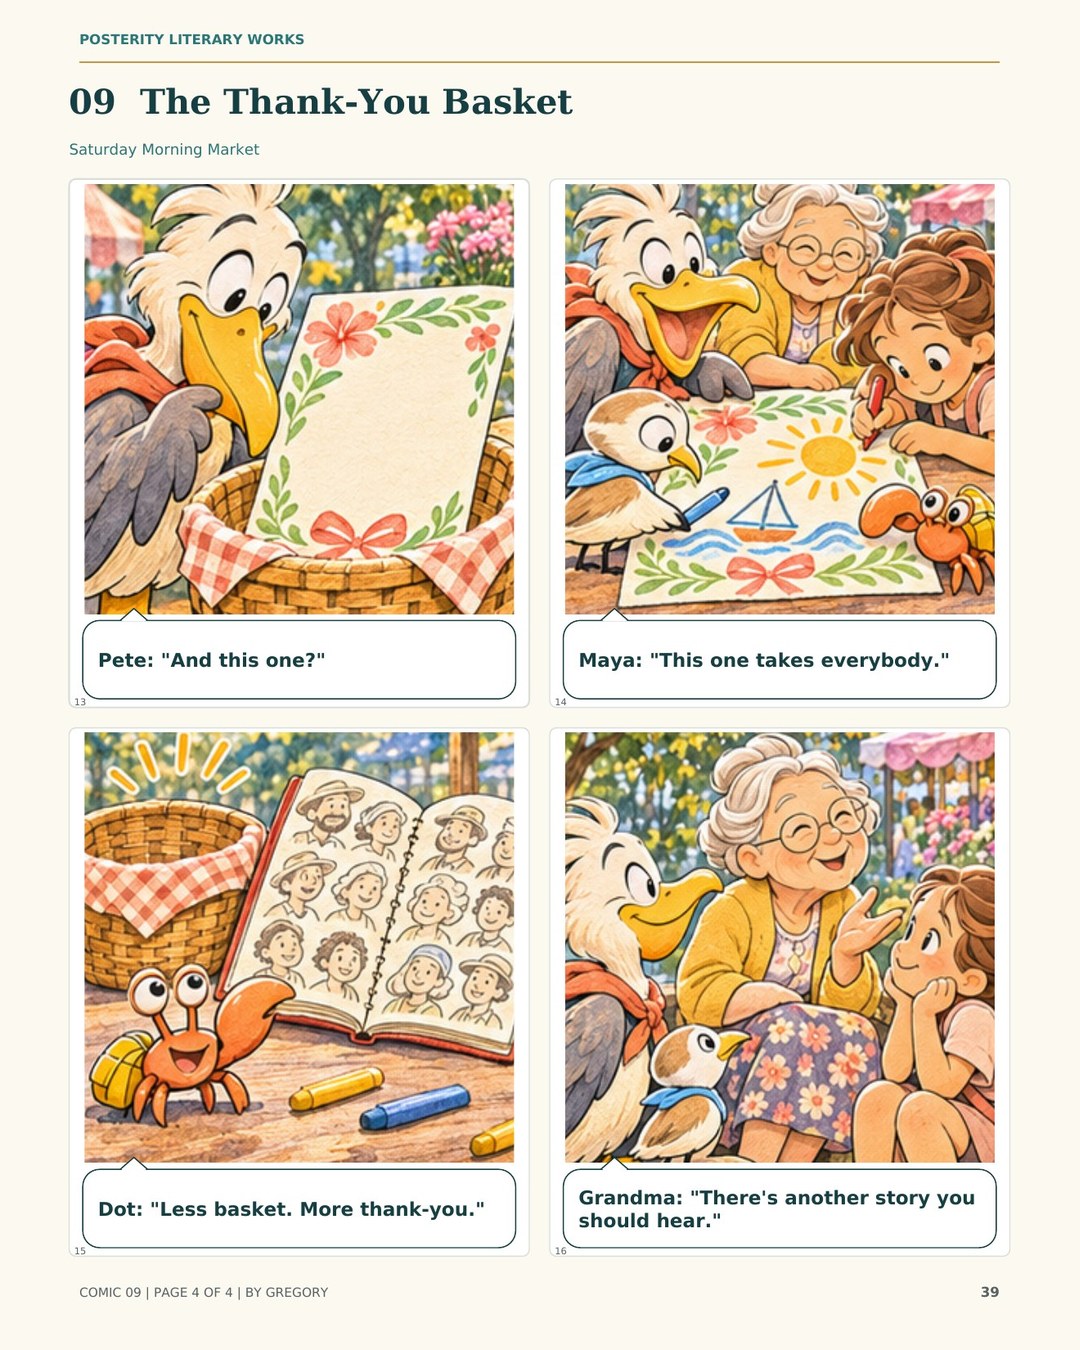 POSTERITY LITERARY WORKS
09 The Thank-You Basket
Saturday Morning Market
Pete: "And this one?"
13
Maya: "This one takes everybody."
14
Dot: "Less basket. More thank-you."
15
Grandma: "There's another story you
should hear."
16
COMIC 09 | PAGE 4 OF 4 | BY GREGORY
39